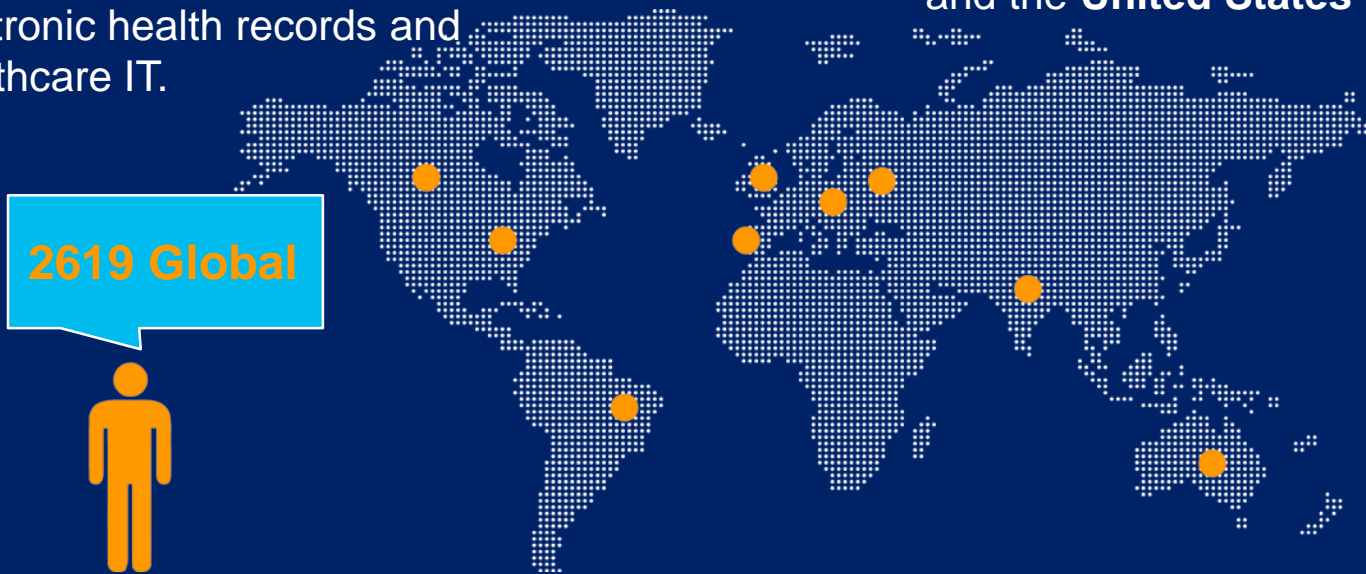 tronic health records and
thcare IT.
and the United States
2619 Global